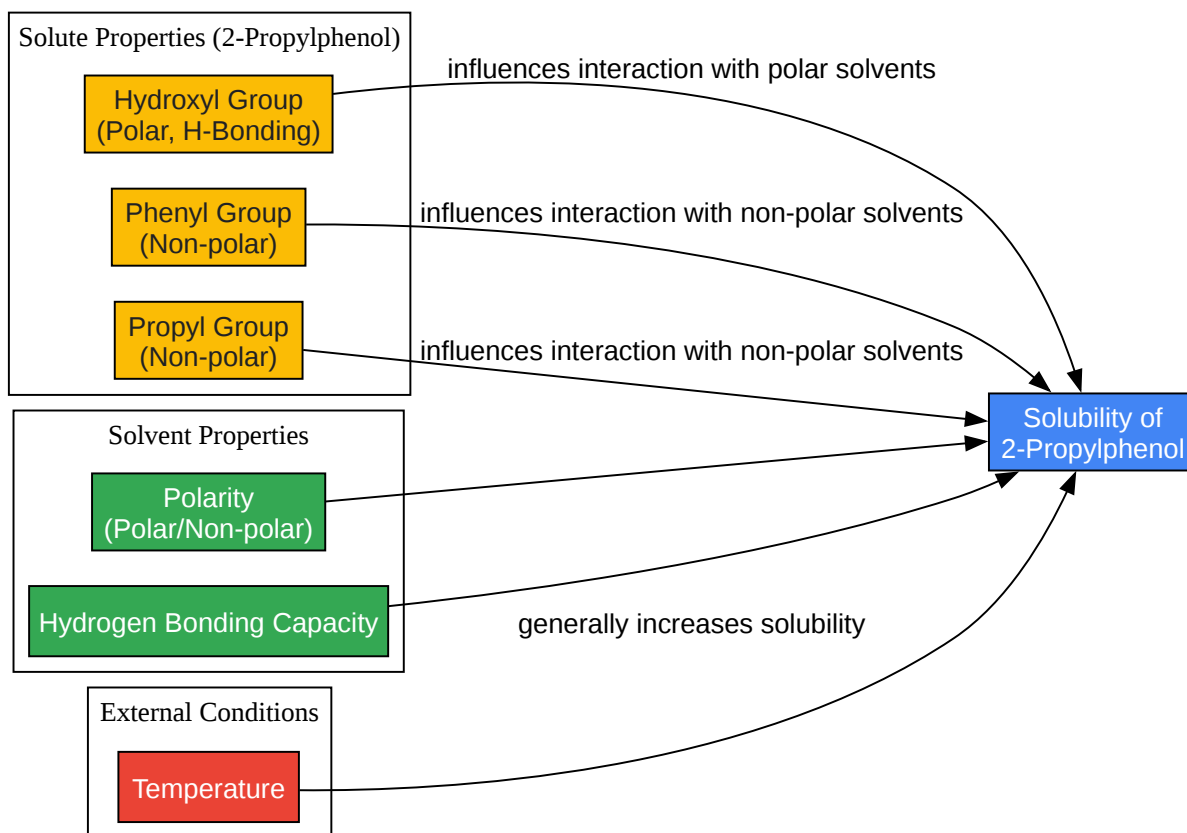 Solute Properties (2-Propylphenol)
Hydroxyl Group
(Polar, H-Bonding)
influences interaction with polar solvents
Phenyl Group
(Non-polar)
influences interaction with non-polar solvents
Propyl Group
(Non-polar)
influences interaction with non-polar solvents
Solubility of
2-Propylphenol
Solvent Properties
Polarity
(Polar/Non-polar)
Hydrogen Bonding Capacity
generally increases solubility
External Conditions
Temperature